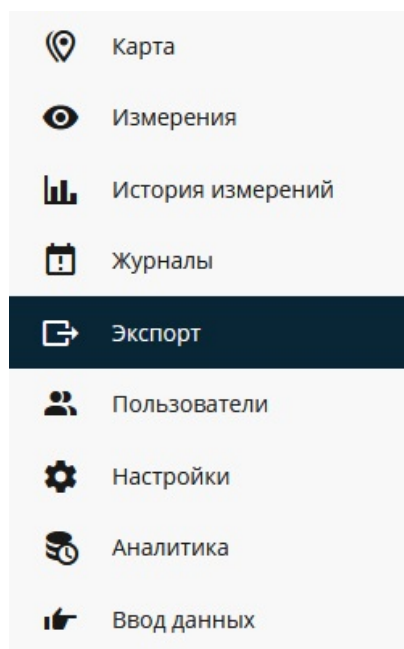 Карта
Измерения
История измерений
Журналы
Экспорт
Пользователи
Настройки
Аналитика
Ввод данных